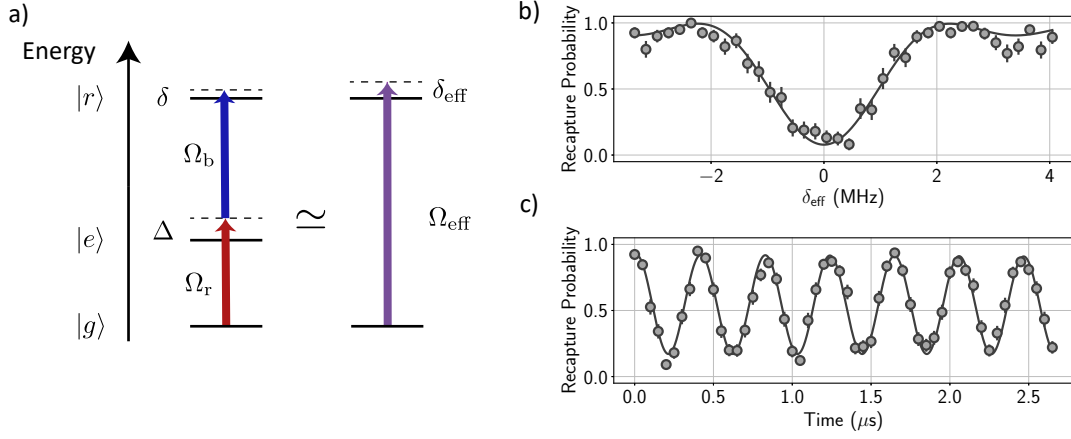 a)
Energy
|r⟩
δ
δeff
Ωb
≃
Ωeff
Δ
|e⟩
Ωr
|g⟩
b)
Recapture Probability
1.0
0.5
0.0
−2 0 2 4
δeff (MHz)
c)
Recapture Probability
1.0
0.5
0.0
0.0 0.5 1.0 1.5 2.0 2.5
Time (μs)